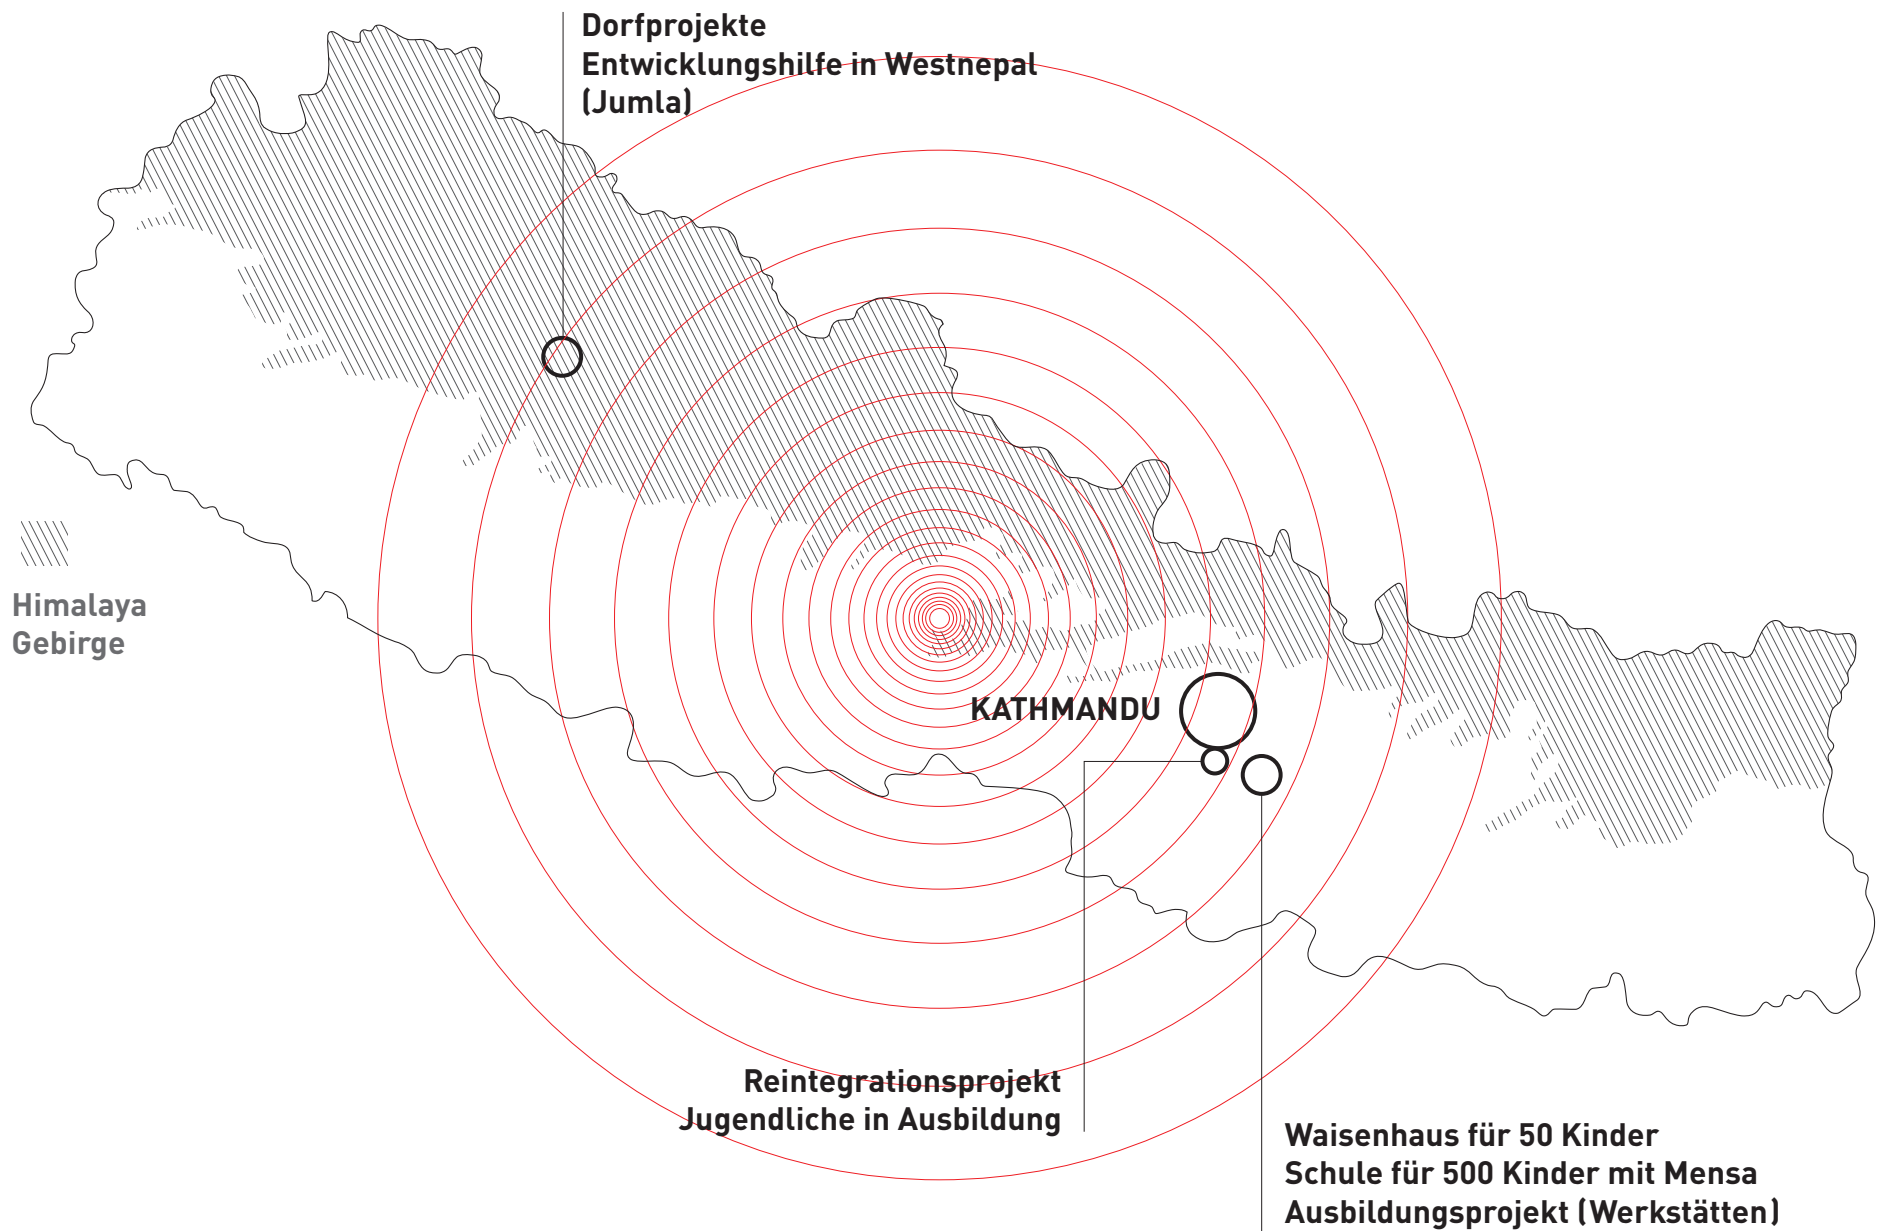 Dorfprojekte
Entwicklungshilfe in Westnepal
(Jumla)
Himalaya
Gebirge
KATHMANDU
Reintegrationsprojekt
Jugendliche in Ausbildung
Waisenhaus für 50 Kinder
Schule für 500 Kinder mit Mensa
Ausbildungsprojekt (Werkstätten)